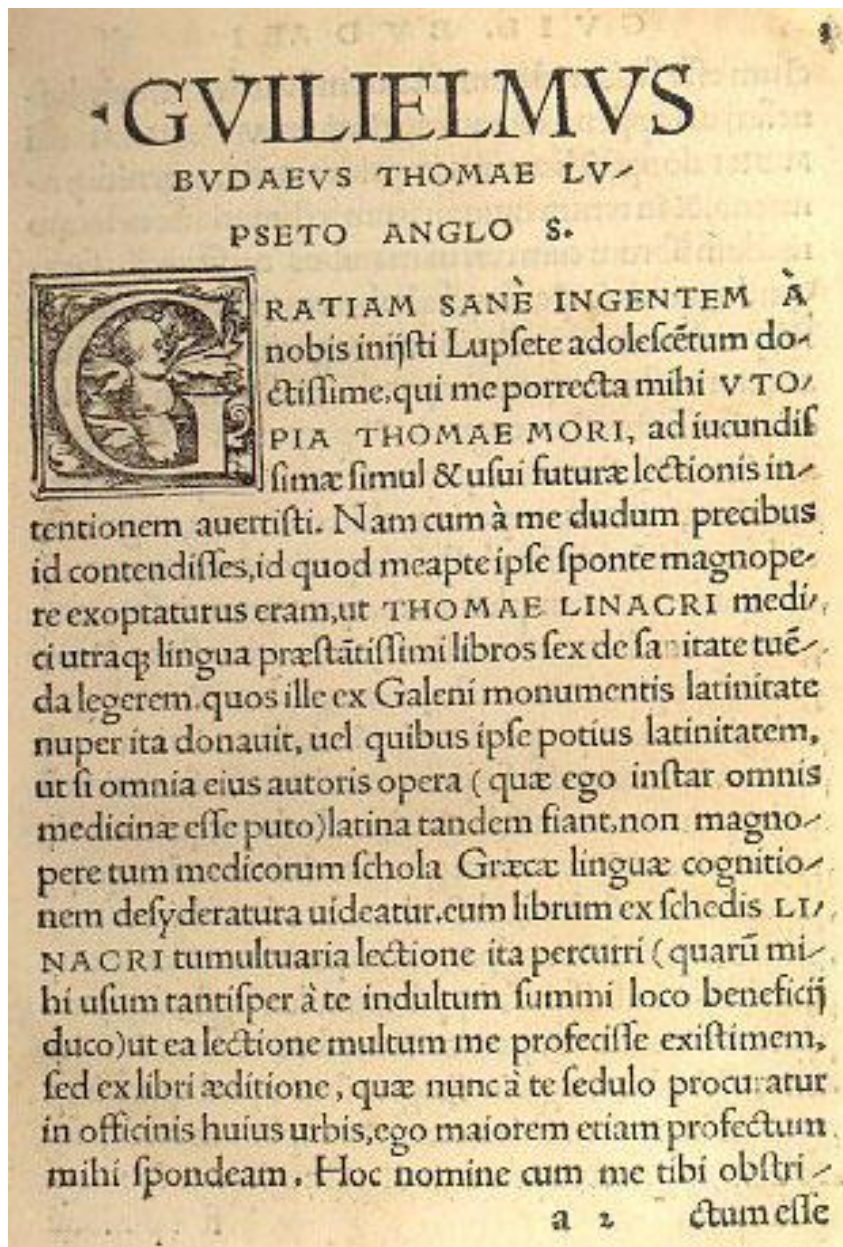 GVILIELMVS
BVDAEVS THOMAE LV-
PSETO ANGLO S.
GRATIAM SANÈ INGENTEM À
nobis inijſti Lupſete adoleſcẽtum do-
ctiſſime, qui me porrecta mihi VTO-
PIA THOMAE MORI, ad iucundiſ
ſimæ ſimul & uſui futuræ lectionis in-
tentionem auertiſti. Nam cum à me dudum precibus
id contendiſſes, id quod meapte ipſe ſponte magnope-
re exoptaturus eram, ut THOMAE LINACRI medi-
ci utraq; lingua præſtãtiſſimi libros ſex de ſanitate tuẽ-
da legerem, quos ille ex Galeni monumentis latinitate
nuper ita donauit, uel quibus ipſe potius latinitatem,
ut ſi omnia eius autoris opera (quæ ego inſtar omnis
medicinæ eſſe puto) latina tandem fiant, non magno-
pere tum medicorum ſchola Græcæ linguæ cognitio-
nem deſyderatura uideatur, eum librum ex ſchedis LI-
NACRI tumultuaria lectione ita percurri (quarũ mi-
hi uſum tantiſper à te indultum ſummi loco beneficij
duco) ut ea lectione multum me profeciſſe exiſtimem,
ſed ex libri æditione, quæ nunc à te ſedulo procuratur
in officinis huius urbis, ego maiorem etiam profectum
mihi ſpondeam. Hoc nomine cum me tibi obſtri-
a 2 ctum eſſe